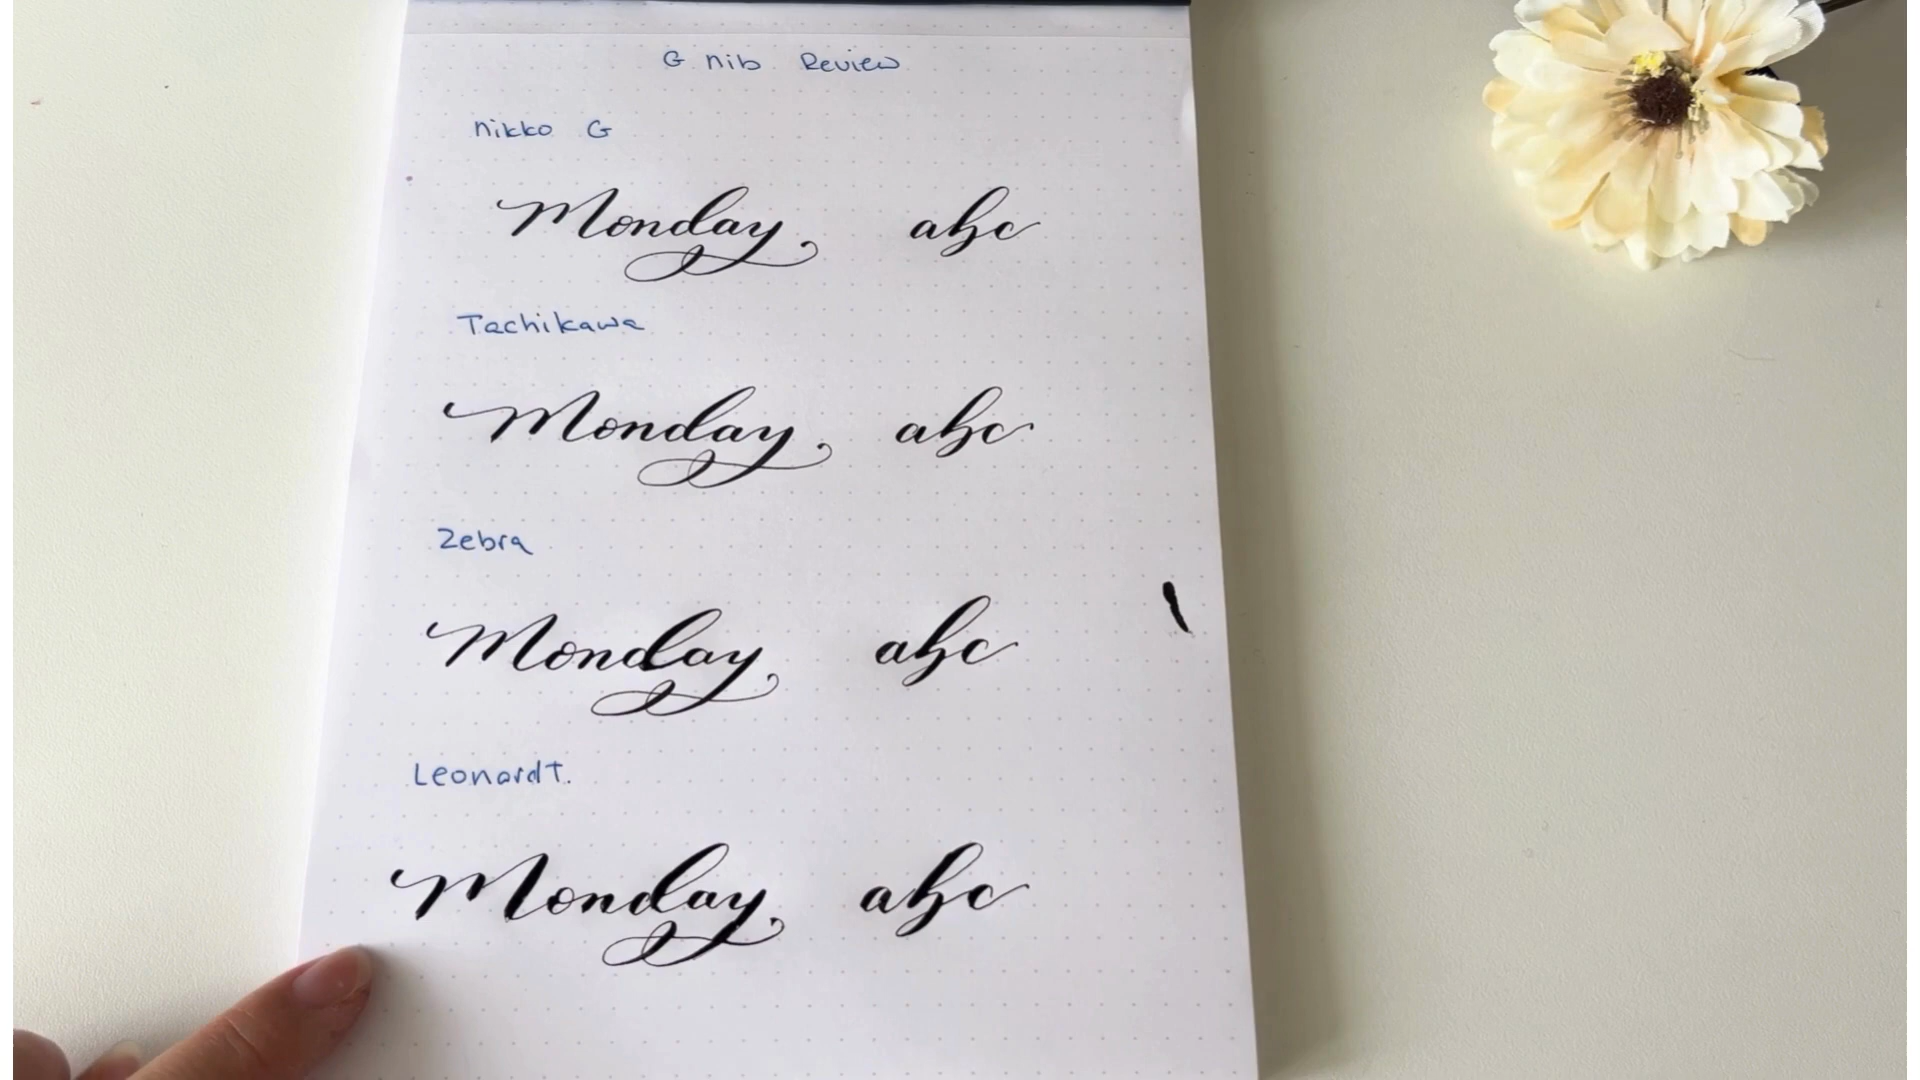 G nib Review
nikko G
Monday abc
Tachikawa
Monday abc
Zebra
Monday abc
Leonardt.
Monday abc